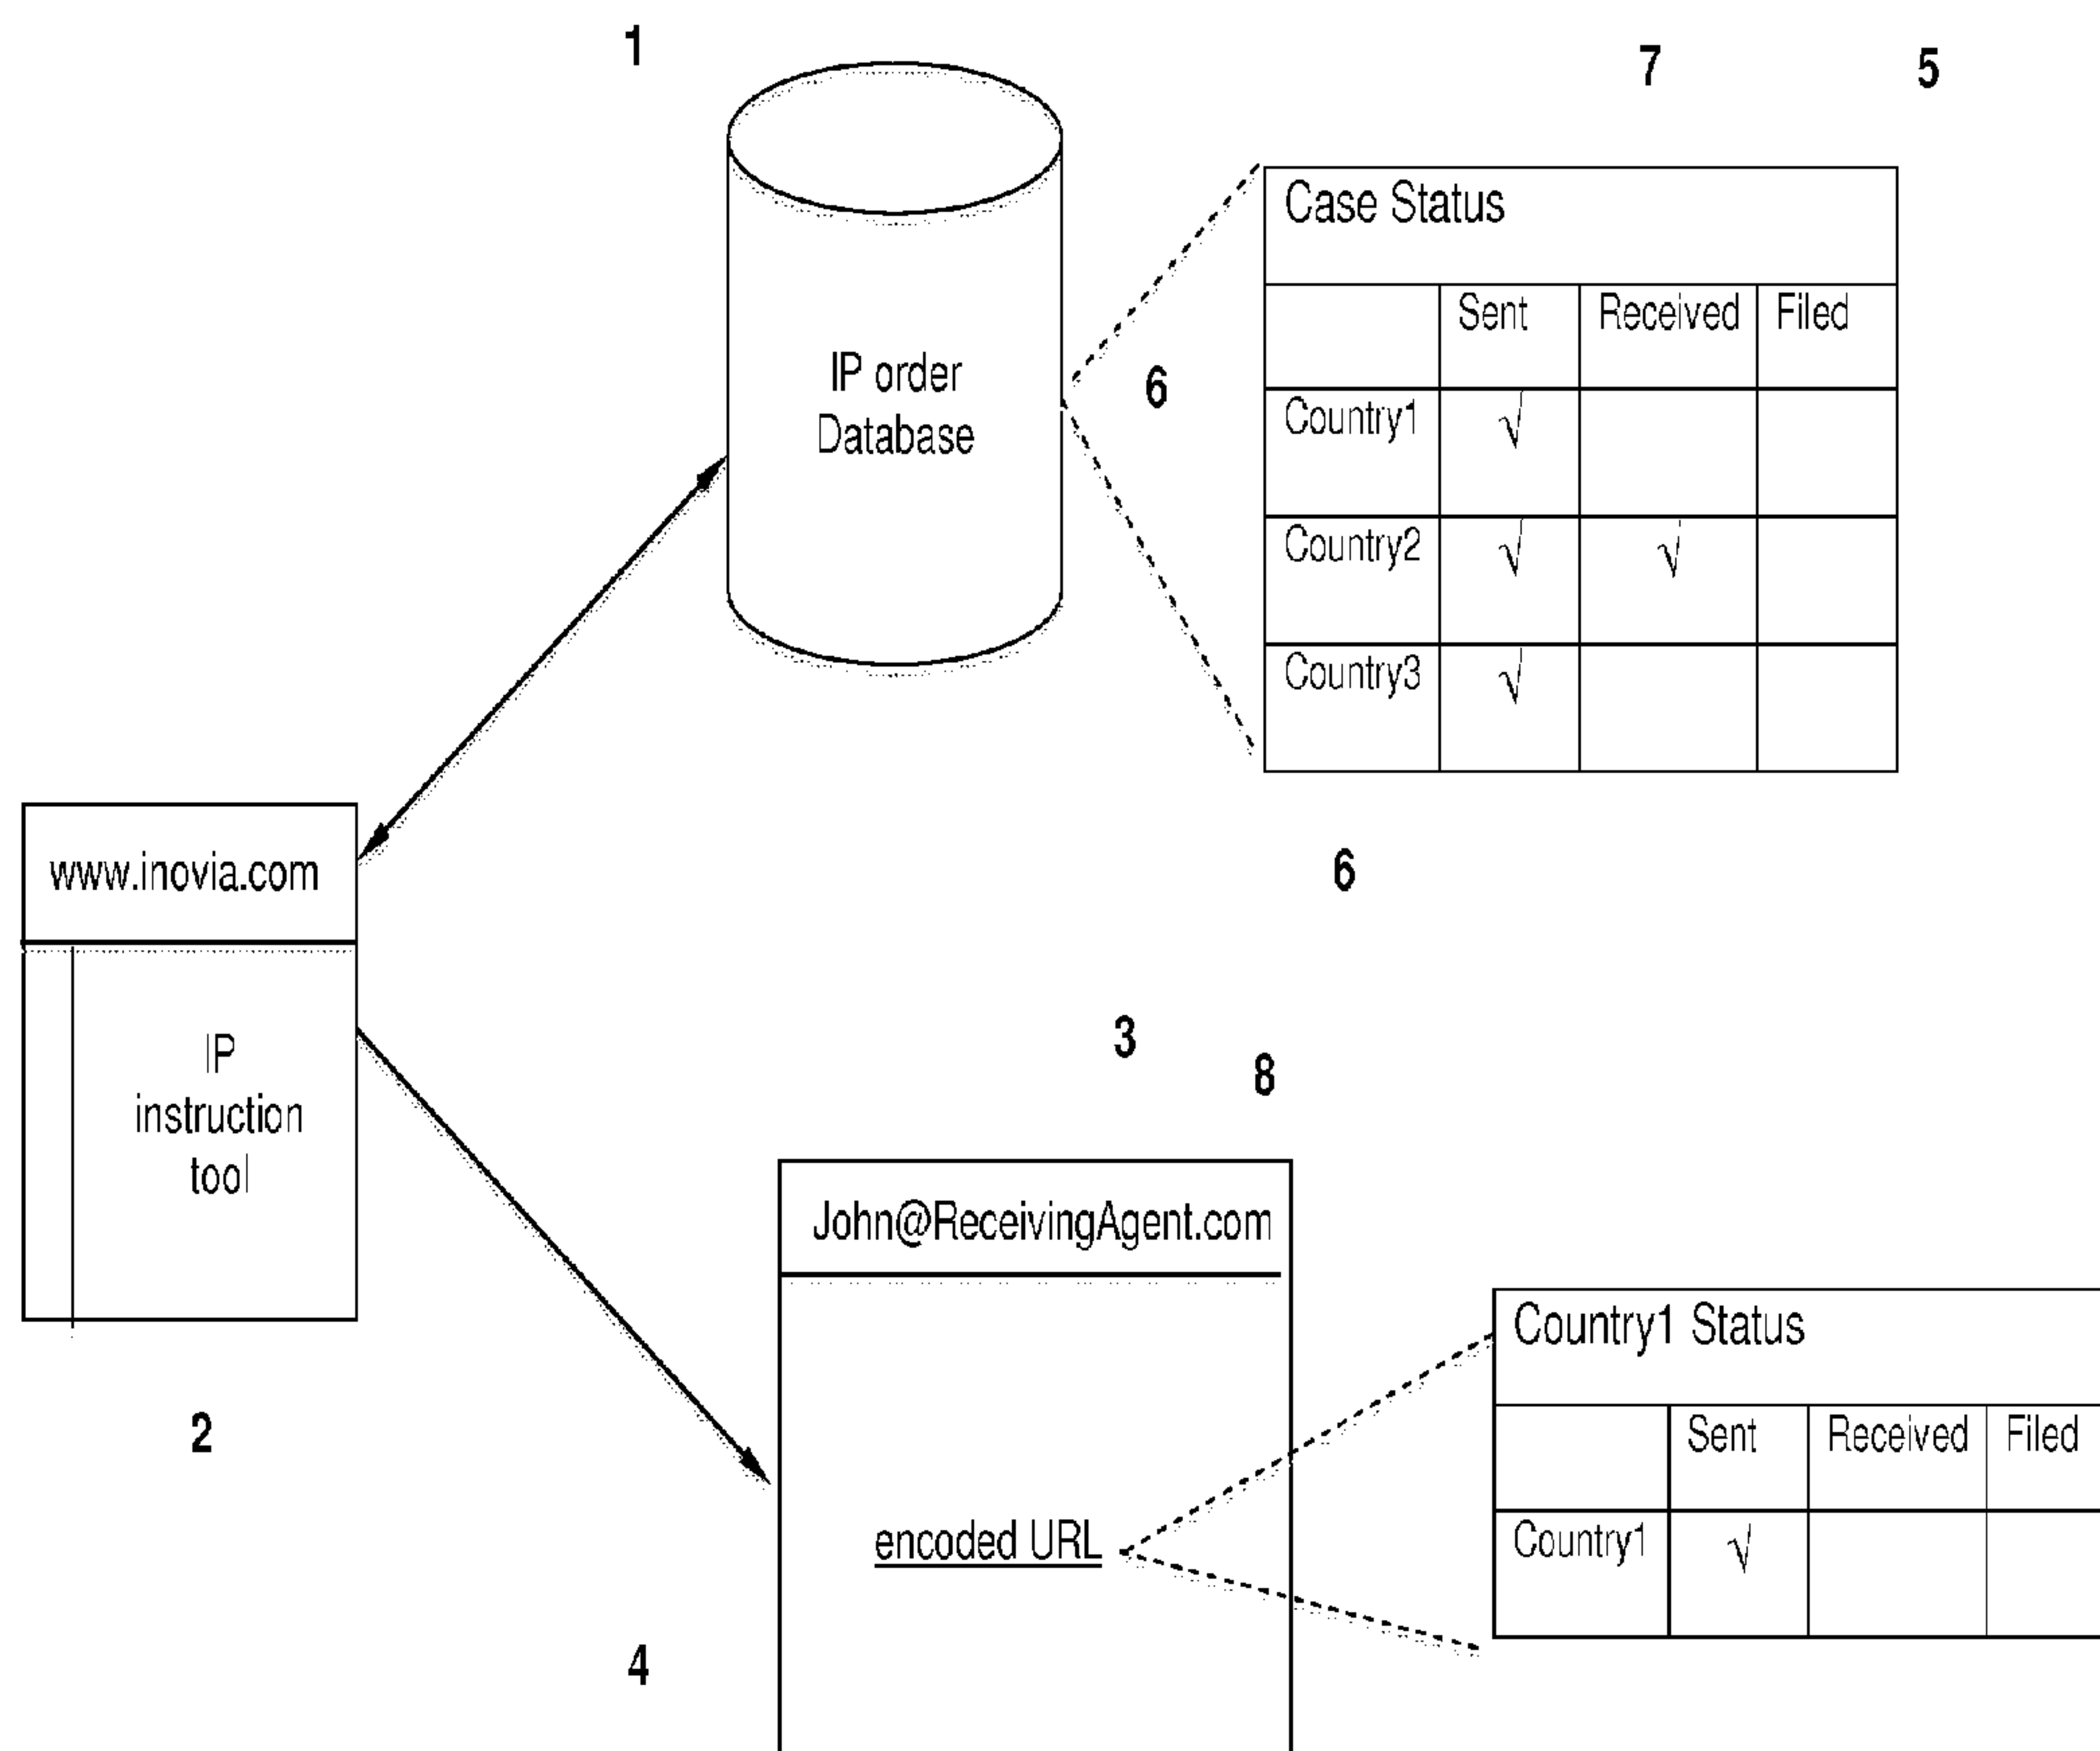 1
7
5
Case Status
Sent Received Filed
6
IP order
Database
Country1 √
Country2 √ √
Country3 √
www.inovia.com
6
IP
instruction
tool
3
8
2
John@ReceivingAgent.com
encoded URL
Country1 Status
Sent Received Filed
Country1 √
4